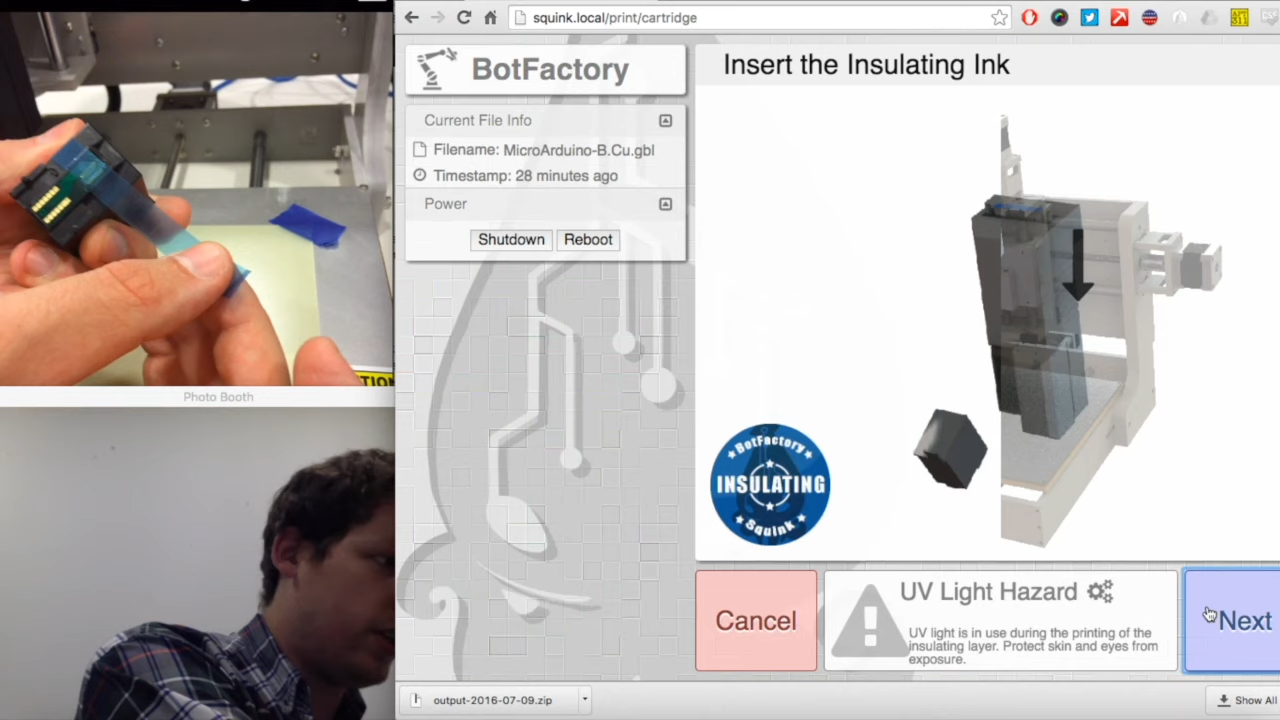 squink.local/print/cartridge
BotFactory
Insert the Insulating Ink
Current File Info
Filename: MicroArduino-B.Cu.gbl
Timestamp: 28 minutes ago
Power
Shutdown
Reboot
TIO
Photo Booth
BotFactory
INSULATING
Squink
Cancel
UV Light Hazard
UV light is in use during the printing of the
insulating layer. Protect skin and eyes from
exposure.
Next
output-2016-07-09.zip
Show All